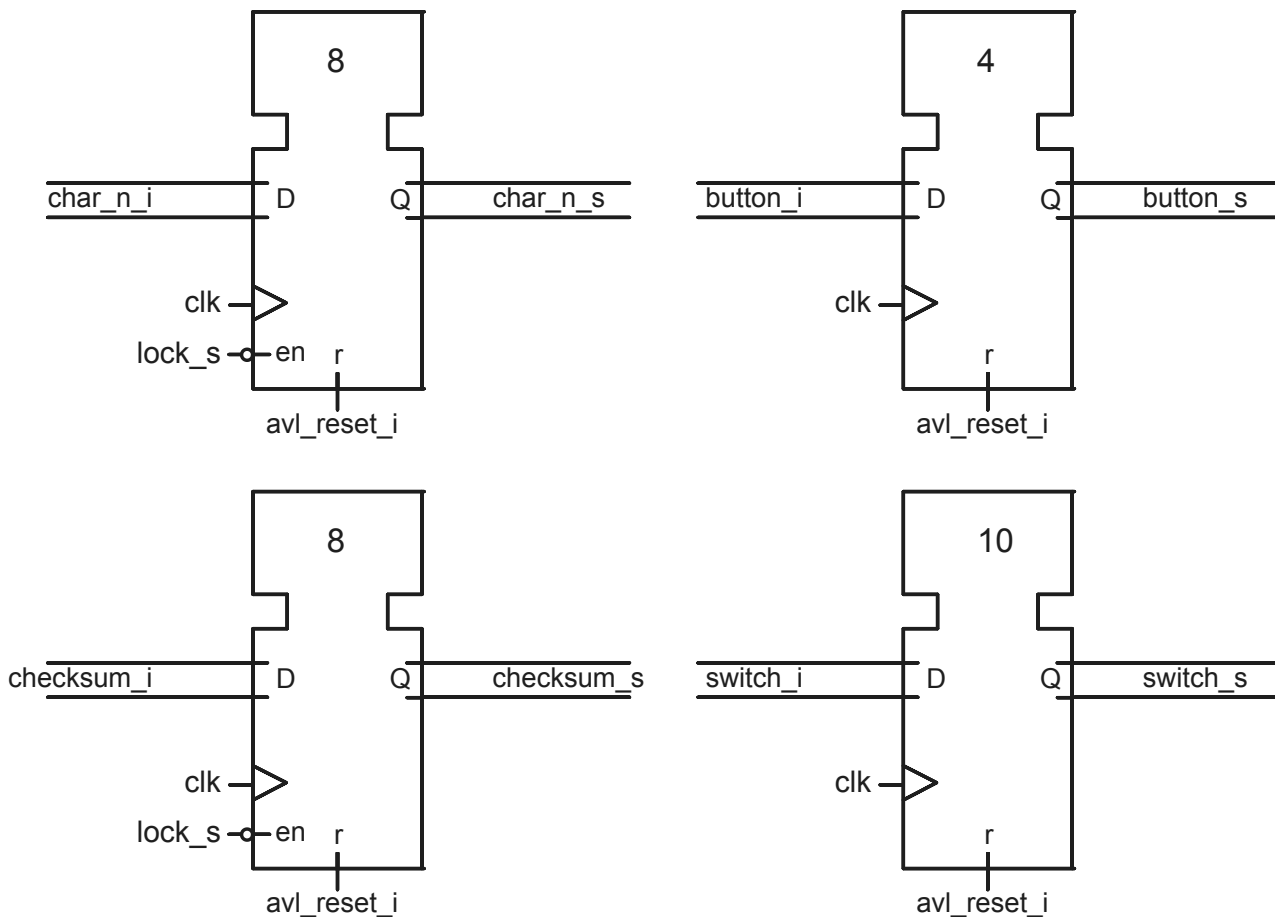 8
char_n_i D Q char_n_s
clk
lock_s en r
avl_reset_i
4
button_i D Q button_s
clk
r
avl_reset_i
8
checksum_i D Q checksum_s
clk
lock_s en r
avl_reset_i
10
switch_i D Q switch_s
clk
r
avl_reset_i